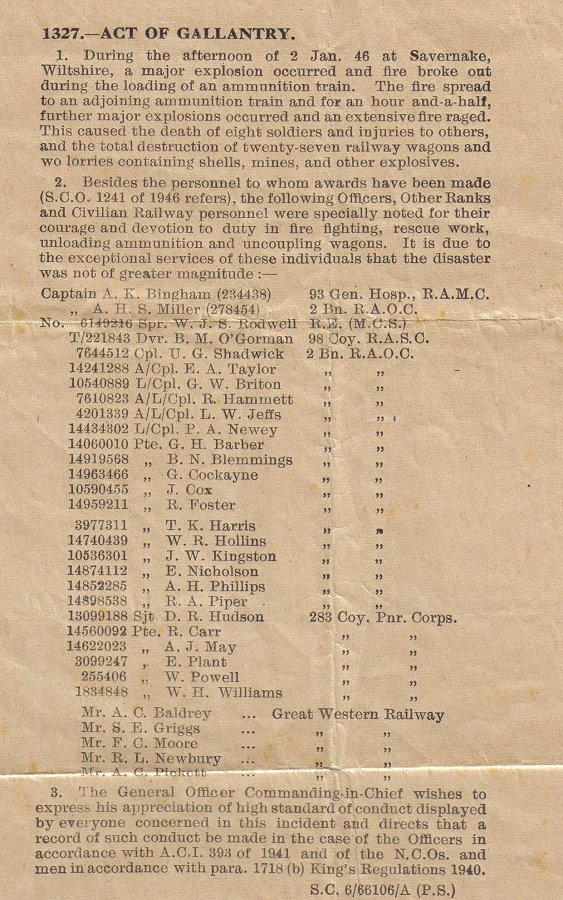 1327.—ACT OF GALLANTRY.
1. During the afternoon of 2 Jan. 46 at Savernake,
Wiltshire, a major explosion occurred and fire broke out
during the loading of an ammunition train. The fire spread
to an adjoining ammunition train and for an hour and-a-half,
further major explosions occurred and an extensive fire raged.
This caused the death of eight soldiers and injuries to others,
and the total destruction of twenty-seven railway wagons and
wo lorries containing shells, mines, and other explosives.
2. Besides the personnel to whom awards have been made
(S.C.O. 1241 of 1946 refers), the following Officers, Other Ranks
and Civilian Railway personnel were specially noted for their
courage and devotion to duty in fire fighting, rescue work,
unloading ammunition and uncoupling wagons. It is due to
the exceptional services of these individuals that the disaster
was not of greater magnitude :—
Captain A. K. Bingham (234438) 93 Gen. Hosp., R.A.M.C.
„ A. H. S. Miller (278454) 2 Bn. R.A.O.C.
No. 6149216 Spr. W. J. S. Rodwell R.E. (M.C.S.)
T/221843 Dvr. B. M. O'Gorman 98 Coy. R.A.S.C.
7644512 Cpl. U. G. Shadwick 2 Bn. R.A.O.C.
14241288 A/Cpl. E. A. Taylor „ „
10540889 L/Cpl. G. W. Briton „ „
7610823 A/L/Cpl. R. Hammett „ „
4201339 A/L/Cpl. L. W. Jeffs „ „
14434302 L/Cpl. P. A. Newey „ „
14060010 Pte. G. H. Barber „ „
14919568 „ B. N. Blemmings „ „
14963466 „ G. Cockayne „ „
10590455 „ J. Cox „ „
14959211 „ R. Foster „ „
3977311 „ T. K. Harris „ „
14740439 „ W. R. Hollins „ „
10536301 „ J. W. Kingston „ „
14874112 „ E. Nicholson „ „
14852285 „ A. H. Phillips „ „
14898538 „ R. A. Piper „ „
13099188 Sjt. D. R. Hudson 283 Coy. Pnr. Corps.
14560092 Pte. R. Carr „ „
14622023 „ A. J. May „ „
3099247 „ E. Plant „ „
255406 „ W. Powell „ „
1834848 „ W. H. Williams „ „
Mr. A. C. Baldrey ... Great Western Railway
Mr. S. E. Griggs ... „ „
Mr. F. C. Moore ... „ „
Mr. R. L. Newbury ... „ „
Mr. A. C. Pickett ... „ „
3. The General Officer Commanding-in-Chief wishes to
express his appreciation of high standard of conduct displayed
by everyone concerned in this incident and directs that a
record of such conduct be made in the case of the Officers in
accordance with A.C.I. 393 of 1941 and of the N.C.Os. and
men in accordance with para. 1718 (b) King's Regulations 1940.
S.C. 6/66106/A (P.S.)